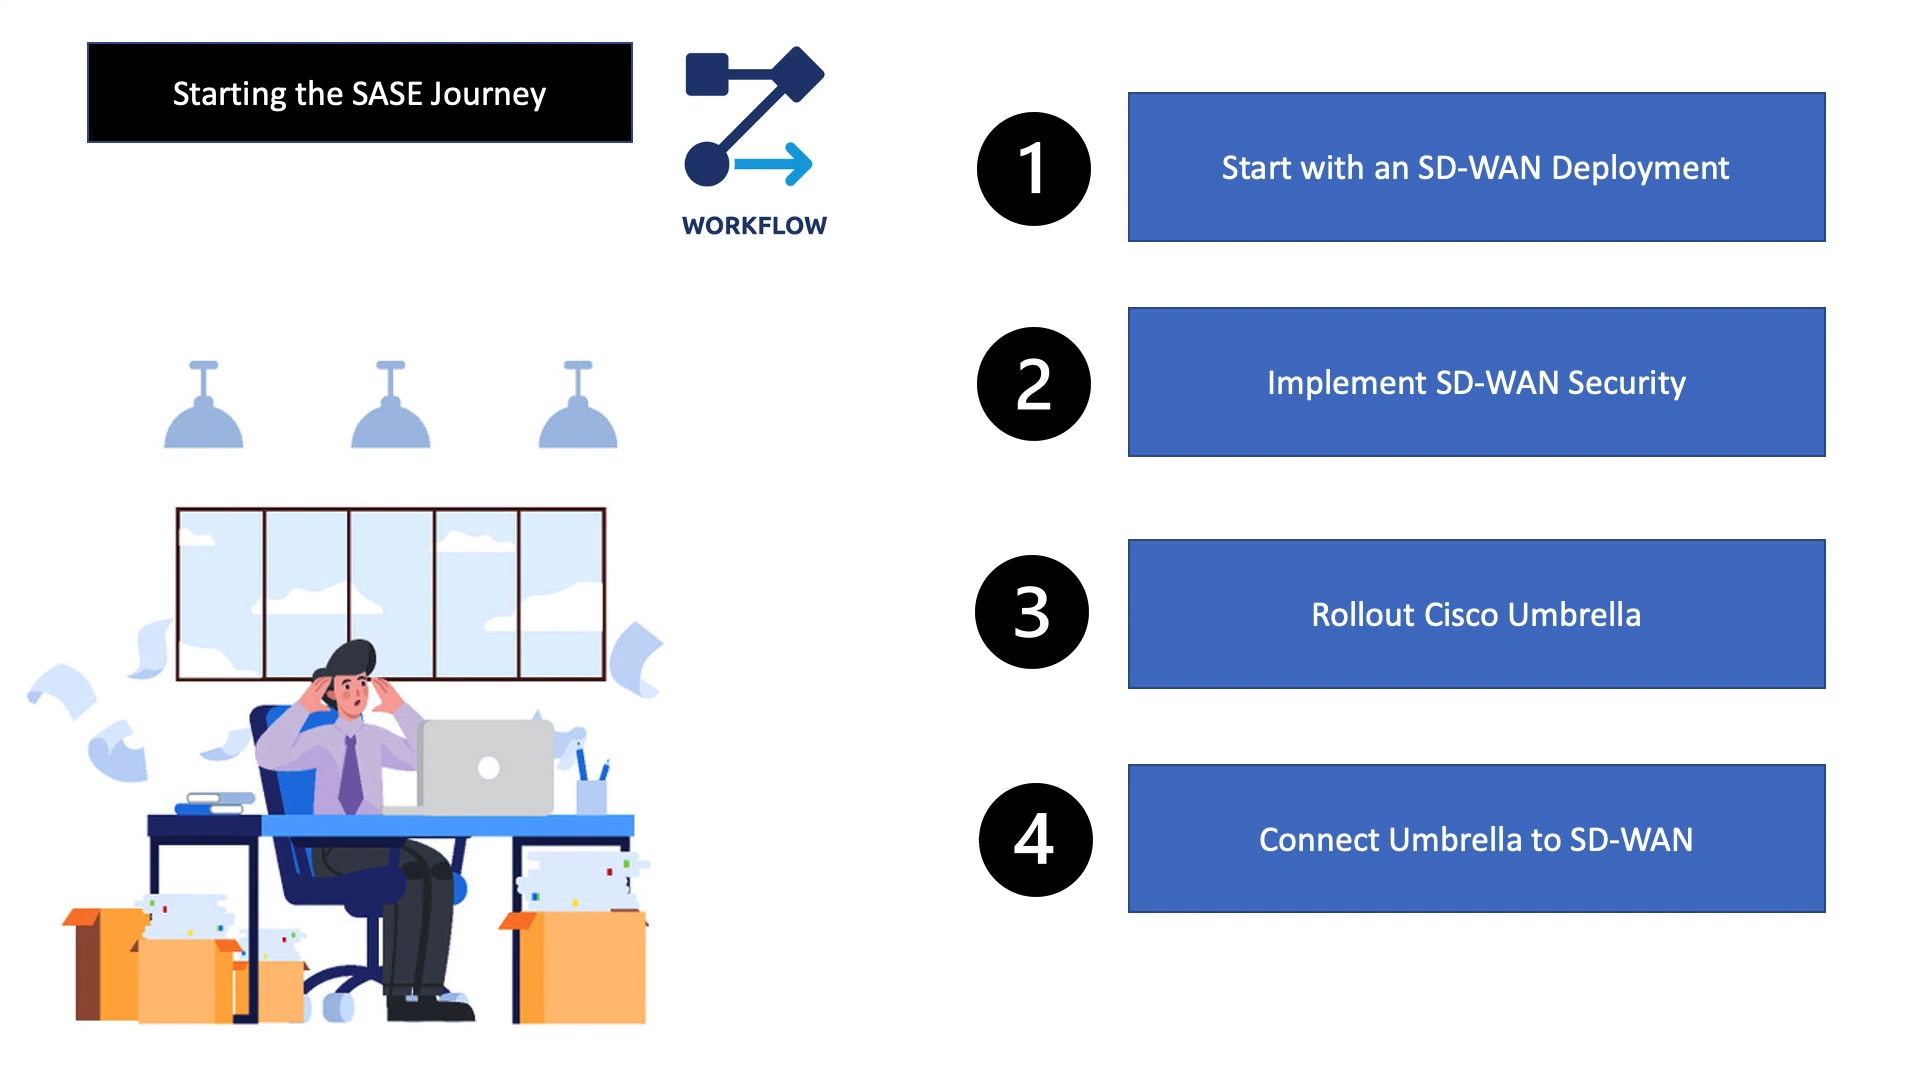 Starting the SASE Journey
WORKFLOW
1
Start with an SD-WAN Deployment
2
Implement SD-WAN Security
3
Rollout Cisco Umbrella
4
Connect Umbrella to SD-WAN